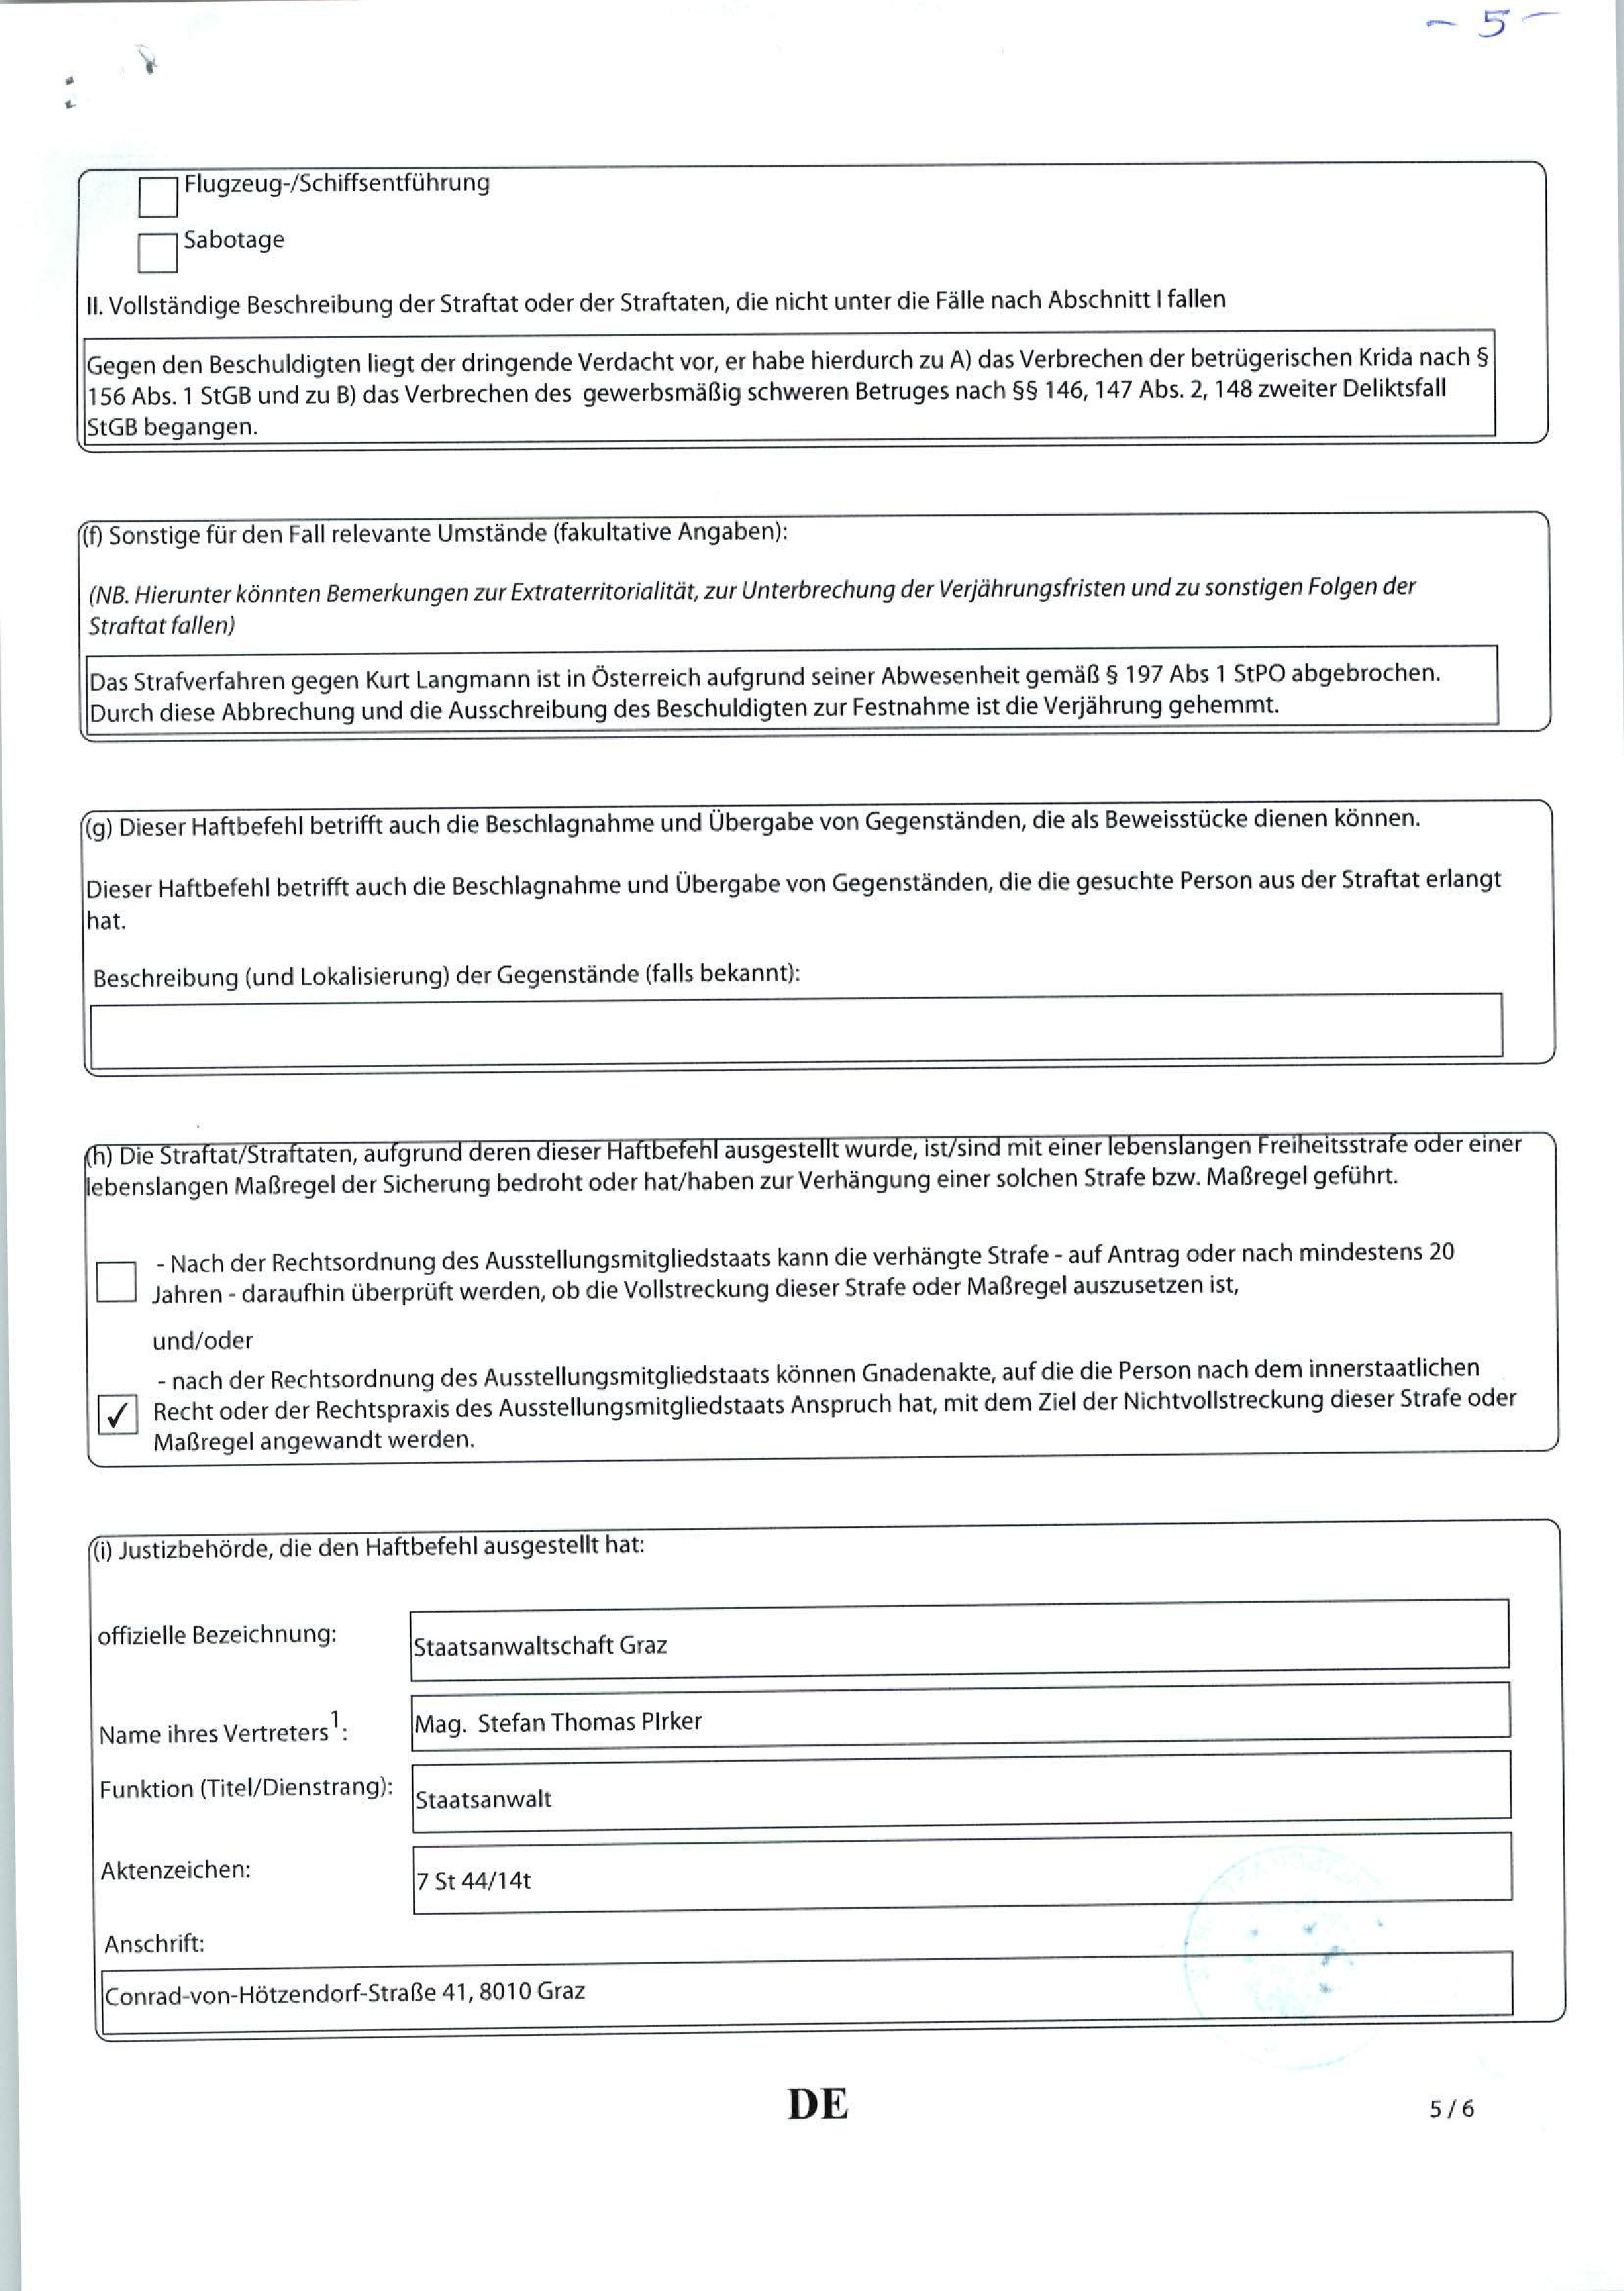 - 5 -
Flugzeug-/Schiffsentführung
Sabotage
II. Vollständige Beschreibung der Straftat oder der Straftaten, die nicht unter die Fälle nach Abschnitt I fallen
Gegen den Beschuldigten liegt der dringende Verdacht vor, er habe hierdurch zu A) das Verbrechen der betrügerischen Krida nach §
156 Abs. 1 StGB und zu B) das Verbrechen des gewerbsmäßig schweren Betruges nach §§ 146, 147 Abs. 2, 148 zweiter Deliktsfall
StGB begangen.
(f) Sonstige für den Fall relevante Umstände (fakultative Angaben):
(NB. Hierunter könnten Bemerkungen zur Extraterritorialität, zur Unterbrechung der Verjährungsfristen und zu sonstigen Folgen der
Straftat fallen)
Das Strafverfahren gegen Kurt Langmann ist in Österreich aufgrund seiner Abwesenheit gemäß § 197 Abs 1 StPO abgebrochen.
Durch diese Abbrechung und die Ausschreibung des Beschuldigten zur Festnahme ist die Verjährung gehemmt.
(g) Dieser Haftbefehl betrifft auch die Beschlagnahme und Übergabe von Gegenständen, die als Beweisstücke dienen können.
Dieser Haftbefehl betrifft auch die Beschlagnahme und Übergabe von Gegenständen, die die gesuchte Person aus der Straftat erlangt
hat.
Beschreibung (und Lokalisierung) der Gegenstände (falls bekannt):
(h) Die Straftat/Straftaten, aufgrund deren dieser Haftbefehl ausgestellt wurde, ist/sind mit einer lebenslangen Freiheitsstrafe oder einer
lebenslangen Maßregel der Sicherung bedroht oder hat/haben zur Verhängung einer solchen Strafe bzw. Maßregel geführt.
- Nach der Rechtsordnung des Ausstellungsmitgliedstaats kann die verhängte Strafe - auf Antrag oder nach mindestens 20
Jahren - daraufhin überprüft werden, ob die Vollstreckung dieser Strafe oder Maßregel auszusetzen ist,
und/oder
- nach der Rechtsordnung des Ausstellungsmitgliedstaats können Gnadenakte, auf die die Person nach dem innerstaatlichen
✓ Recht oder der Rechtspraxis des Ausstellungsmitgliedstaats Anspruch hat, mit dem Ziel der Nichtvollstreckung dieser Strafe oder
Maßregel angewandt werden.
(i) Justizbehörde, die den Haftbefehl ausgestellt hat:
offizielle Bezeichnung: Staatsanwaltschaft Graz
Name ihres Vertreters1: Mag. Stefan Thomas PIrker
Funktion (Titel/Dienstrang): Staatsanwalt
Aktenzeichen: 7 St 44/14t
Anschrift:
Conrad-von-Hötzendorf-Straße 41, 8010 Graz
DE 5 / 6